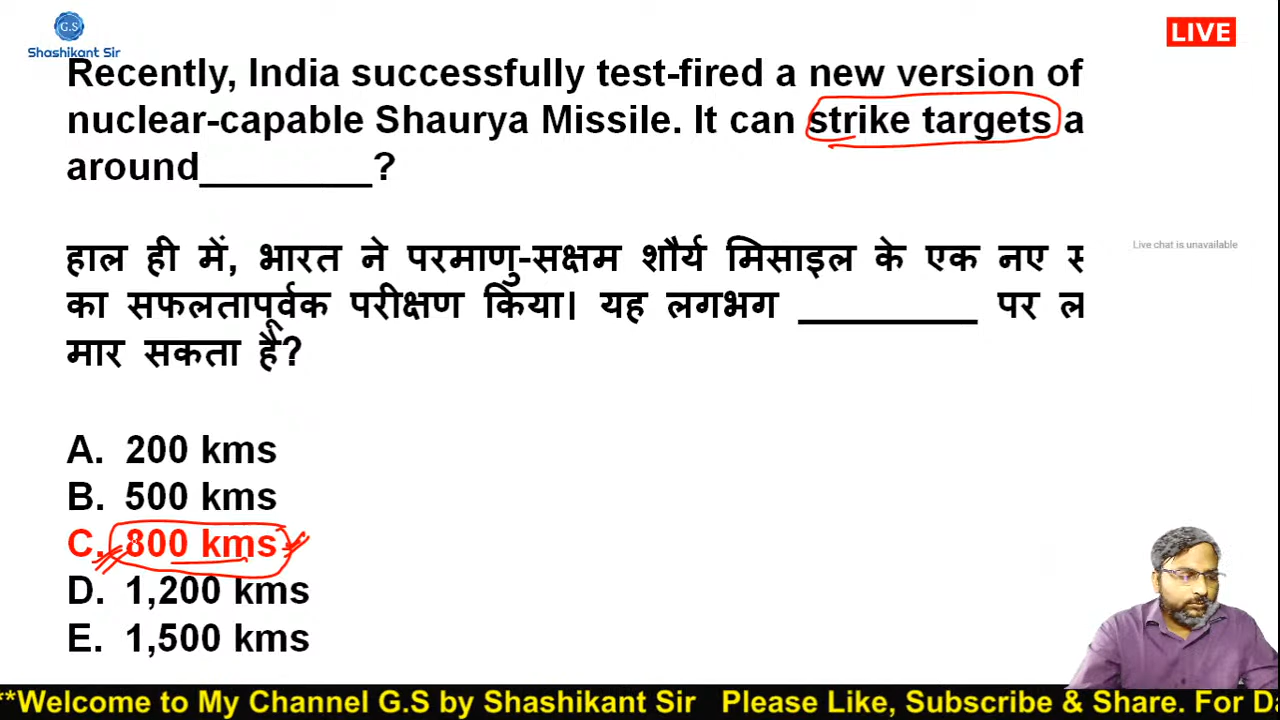 G.S
Shashikant Sir
LIVE
Recently, India successfully test-fired a new version of
nuclear-capable Shaurya Missile. It can strike targets a
around________?
Live chat is unavailable
हाल ही में, भारत ने परमाणु-सक्षम शौर्य मिसाइल के एक नए
का सफलतापूर्वक परीक्षण किया। यह लगभग ________ पर ल
मार सकता है?
A. 200 kms
B. 500 kms
C. 800 kms
D. 1,200 kms
E. 1,500 kms
**Welcome to My Channel G.S by Shashikant Sir Please Like, Subscribe & Share. For D